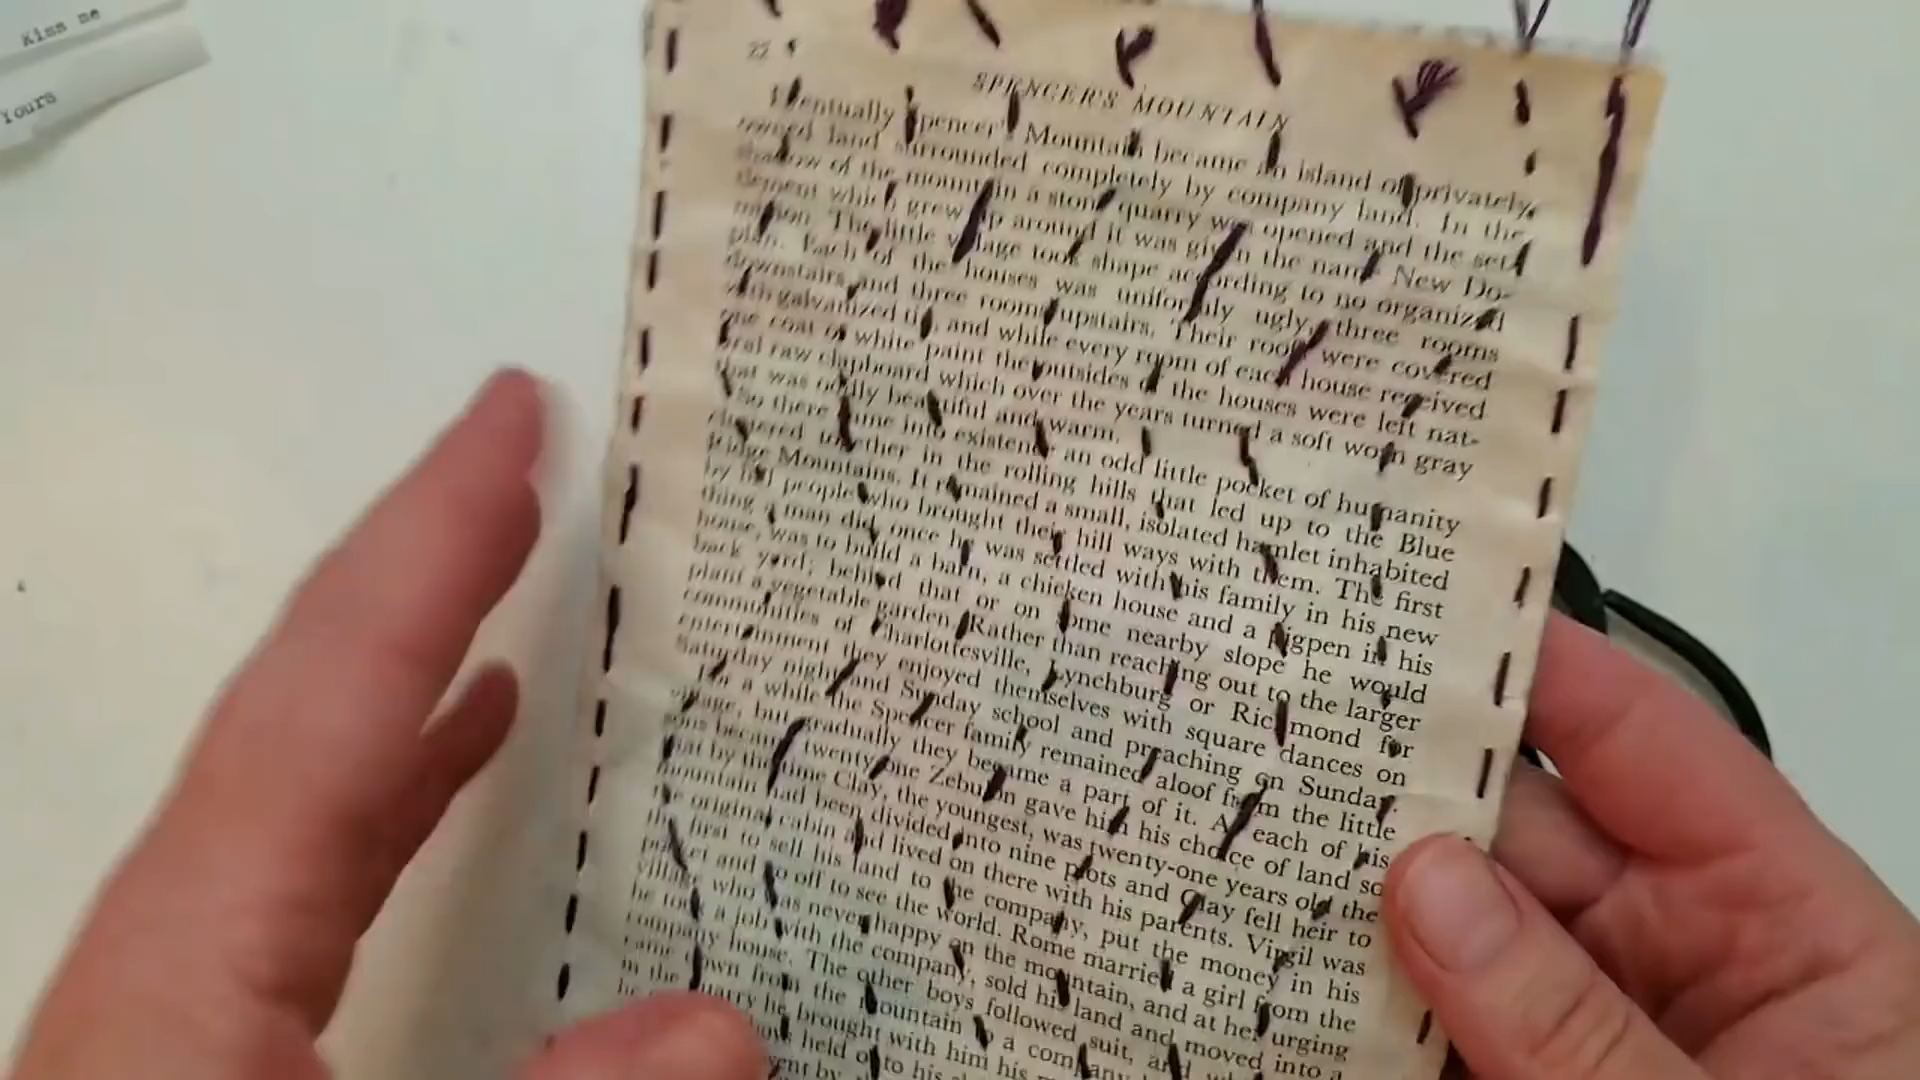 Kiss me
Yours
22
SPENCER'S MOUNTAIN
Eventually Spencer's Mountain became an island of privately
owned land surrounded completely by company land. In the
shadow of the mountain a stone quarry was opened and the set-
tlement which grew up around it was given the name New Do-
minion. The little village took shape according to no organized
plan. Each of the houses was uniformly ugly, three rooms
downstairs and three rooms upstairs. Their roofs were covered
with galvanized tin, and while every room of each house received
one coat of white paint the outsides of the houses were left nat-
ural raw clapboard which over the years turned a soft worn gray
that was oddly beautiful and warm.
So there came into existence an odd little pocket of humanity
clustered together in the rolling hills that led up to the Blue
Ridge Mountains. It remained a small, isolated hamlet inhabited
by hill people who brought their hill ways with them. The first
thing a man did, once he was settled with his family in his new
house, was to build a barn, a chicken house and a pigpen in his
back yard; behind that or on some nearby slope he would
plant a vegetable garden. Rather than reaching out to the larger
communities of Charlottesville, Lynchburg or Richmond for
entertainment they enjoyed themselves with square dances on
Saturday night and Sunday school and preaching on Sunday.
For a while the Spencer family remained aloof from the little
village, but gradually they became a part of it. As each of his
sons became twenty-one Zebulon gave him his choice of land so
that by the time Clay, the youngest, was twenty-one years old the
mountain had been divided into nine plots and Clay fell heir to
the original cabin and lived on there with his parents. Virgil was
the first to sell his land to the company, put the money in his
pocket and go off to see the world. Rome married a girl from the
village who was never happy on the mountain, and at her urging
he took a job with the company, sold his land and moved into a
company house. The other boys followed suit, and
came down from the mountain to a company
in the quarry he brought with him his
have held on to his
sent by